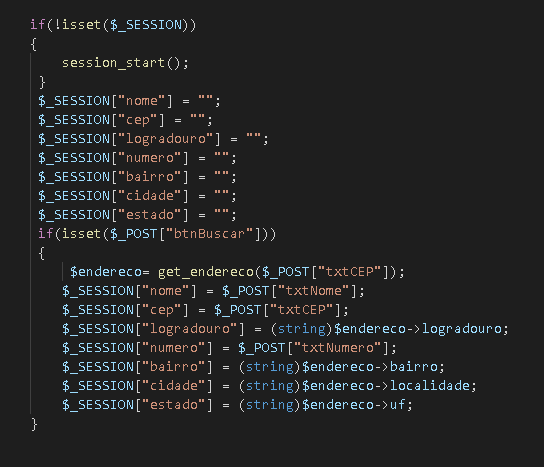 if(!isset($_SESSION))
{
session_start();
}
$_SESSION["nome"] = "";
$_SESSION["cep"] = "";
$_SESSION["logradouro"] = "";
$_SESSION["numero"] = "";
$_SESSION["bairro"] = "";
$_SESSION["cidade"] = "";
$_SESSION["estado"] = "";
if(isset($_POST["btnBuscar"]))
{
$endereco= get_endereco($_POST["txtCEP"]);
$_SESSION["nome"] = $_POST["txtNome"];
$_SESSION["cep"] = $_POST["txtCEP"];
$_SESSION["logradouro"] = (string)$endereco->logradouro;
$_SESSION["numero"] = $_POST["txtNumero"];
$_SESSION["bairro"] = (string)$endereco->bairro;
$_SESSION["cidade"] = (string)$endereco->localidade;
$_SESSION["estado"] = (string)$endereco->uf;
}